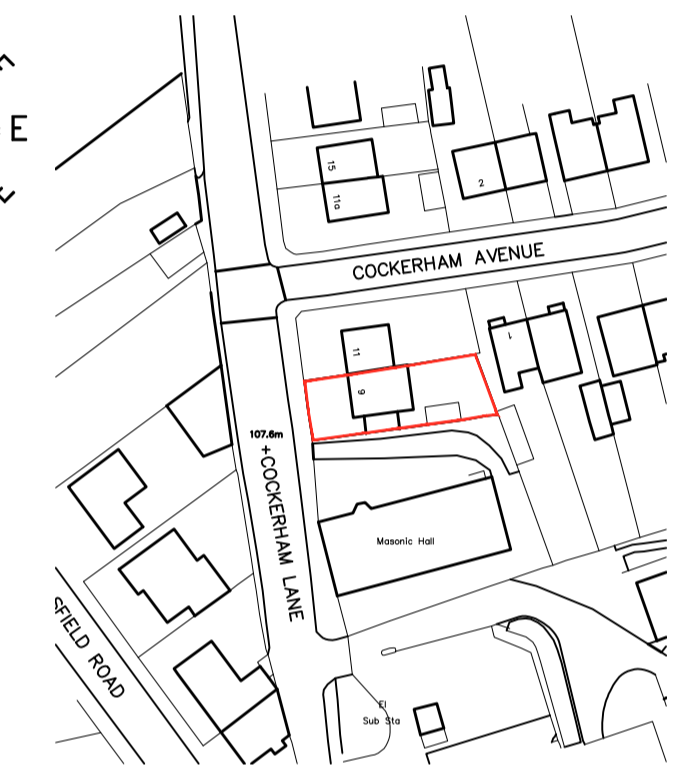 E
15
11a
2
COCKERHAM AVENUE
1
11
9
107.6m
+COCKERHAM LANE
Masonic Hall
SFIELD ROAD
El
Sub Sta